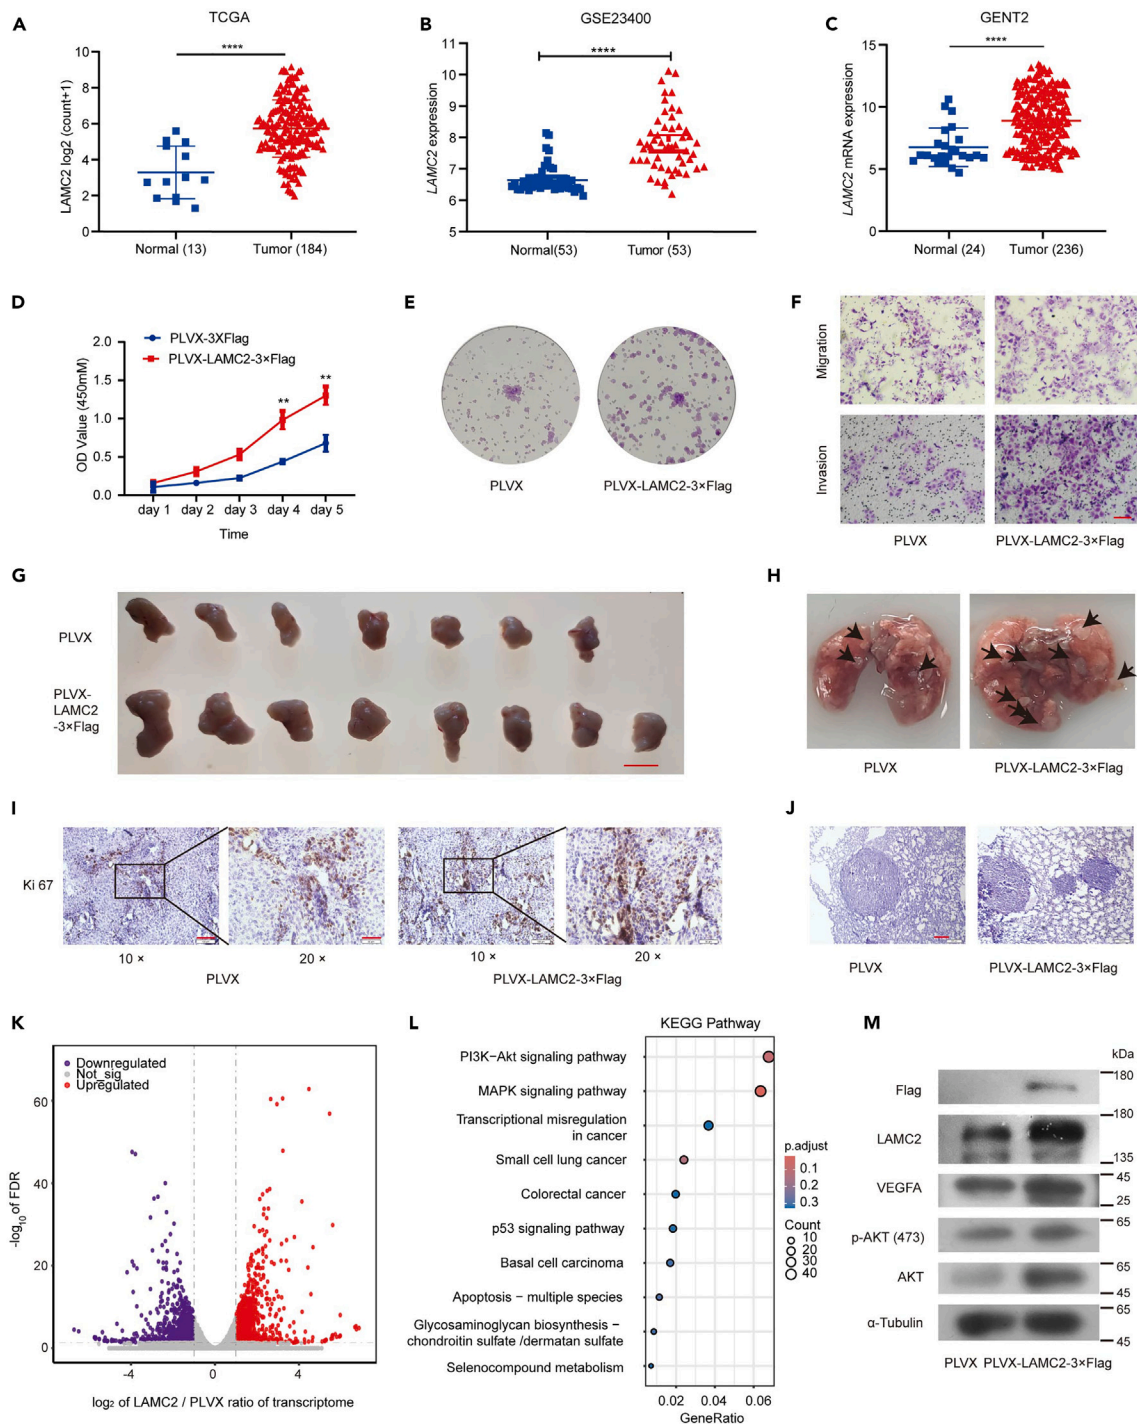 A
TCGA
****
LAMC2 log2 (count+1)
10
8
6
4
2
0
Normal (13)
Tumor (184)
B
GSE23400
****
LAMC2 expression
11
10
9
8
7
6
5
Normal(53)
Tumor (53)
C
GENT2
****
LAMC2 mRNA expression
15
10
5
0
Normal (24)
Tumor (236)
D
PLVX-3XFlag
PLVX-LAMC2-3×Flag
OD Value (450mM)
2.0
1.5
1.0
0.5
0.0
**
**
day 1
day 2
day 3
day 4
day 5
Time
E
PLVX
PLVX-LAMC2-3×Flag
F
Migration
Invasion
PLVX
PLVX-LAMC2-3×Flag
G
PLVX
PLVX-
LAMC2
-3×Flag
H
PLVX
PLVX-LAMC2-3×Flag
I
Ki 67
10 ×
20 ×
10 ×
20 ×
PLVX
PLVX-LAMC2-3×Flag
J
PLVX
PLVX-LAMC2-3×Flag
K
Downregulated
Not_sig
Upregulated
-log10 of FDR
60
40
20
0
-4
0
4
log2 of LAMC2 / PLVX ratio of transcriptome
L
KEGG Pathway
PI3K−Akt signaling pathway
MAPK signaling pathway
Transcriptional misregulation
in cancer
Small cell lung cancer
Colorectal cancer
p53 signaling pathway
Basal cell carcinoma
Apoptosis − multiple species
Glycosaminoglycan biosynthesis −
chondroitin sulfate /dermatan sulfate
Selenocompound metabolism
0.02
0.04
0.06
GeneRatio
p.adjust
0.1
0.2
0.3
Count
10
20
30
40
M
kDa
Flag
180
LAMC2
180
135
VEGFA
45
25
p-AKT (473)
65
AKT
65
45
α-Tubulin
65
45
PLVX PLVX-LAMC2-3×Flag